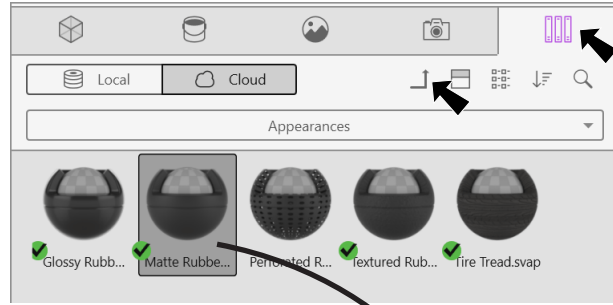 Local Cloud
Appearances
Glossy Rubb... Matte Rubbe... Perforated R... Textured Rub... Tire Tread.svap